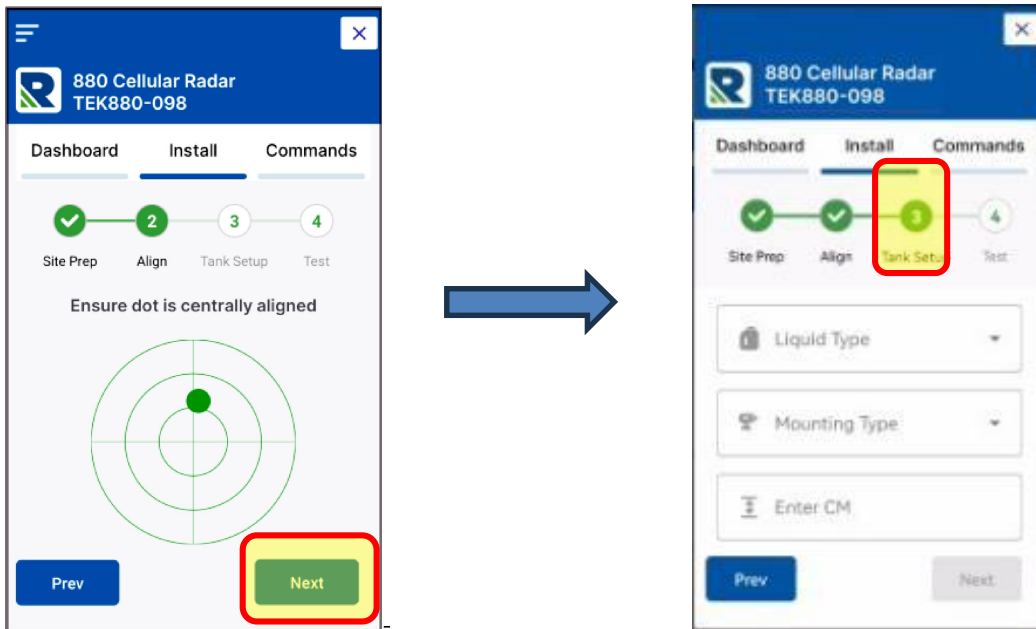 880 Cellular Radar
TEK880-098
Dashboard Install Commands
2 3 4
Site Prep Align Tank Setup Test
Ensure dot is centrally aligned
Prev Next
880 Cellular Radar
TEK880-098
Dashboard Install Commands
3 4
Site Prep Align Tank Setup Test
Liquid Type
Mounting Type
Enter CM
Prev Next